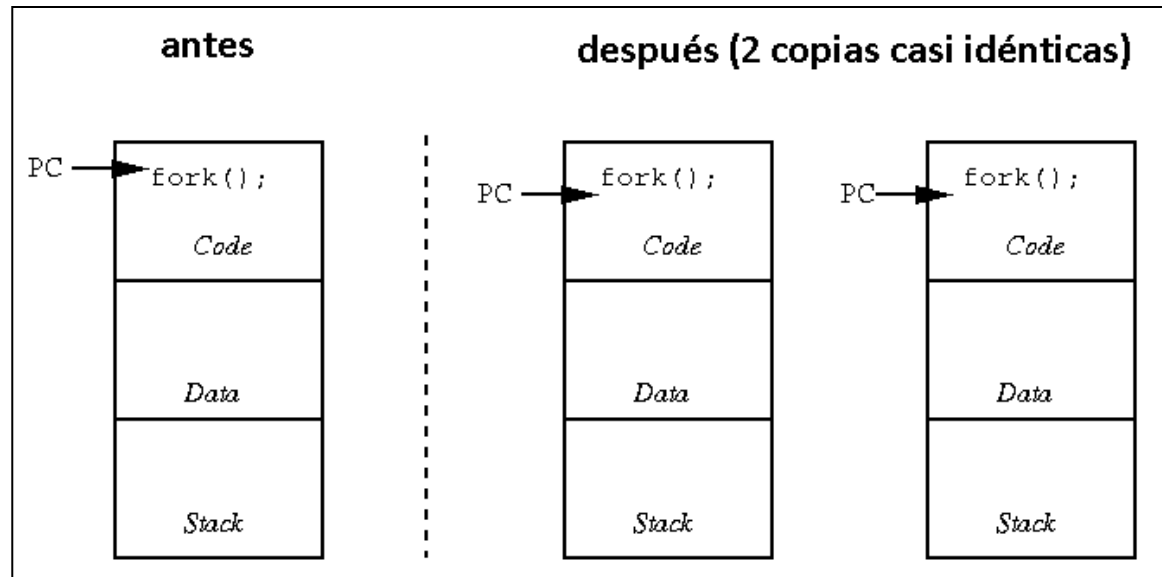 antes
después (2 copias casi idénticas)
PC
fork();
Code
Data
Stack
PC
fork();
Code
Data
Stack
PC
fork();
Code
Data
Stack